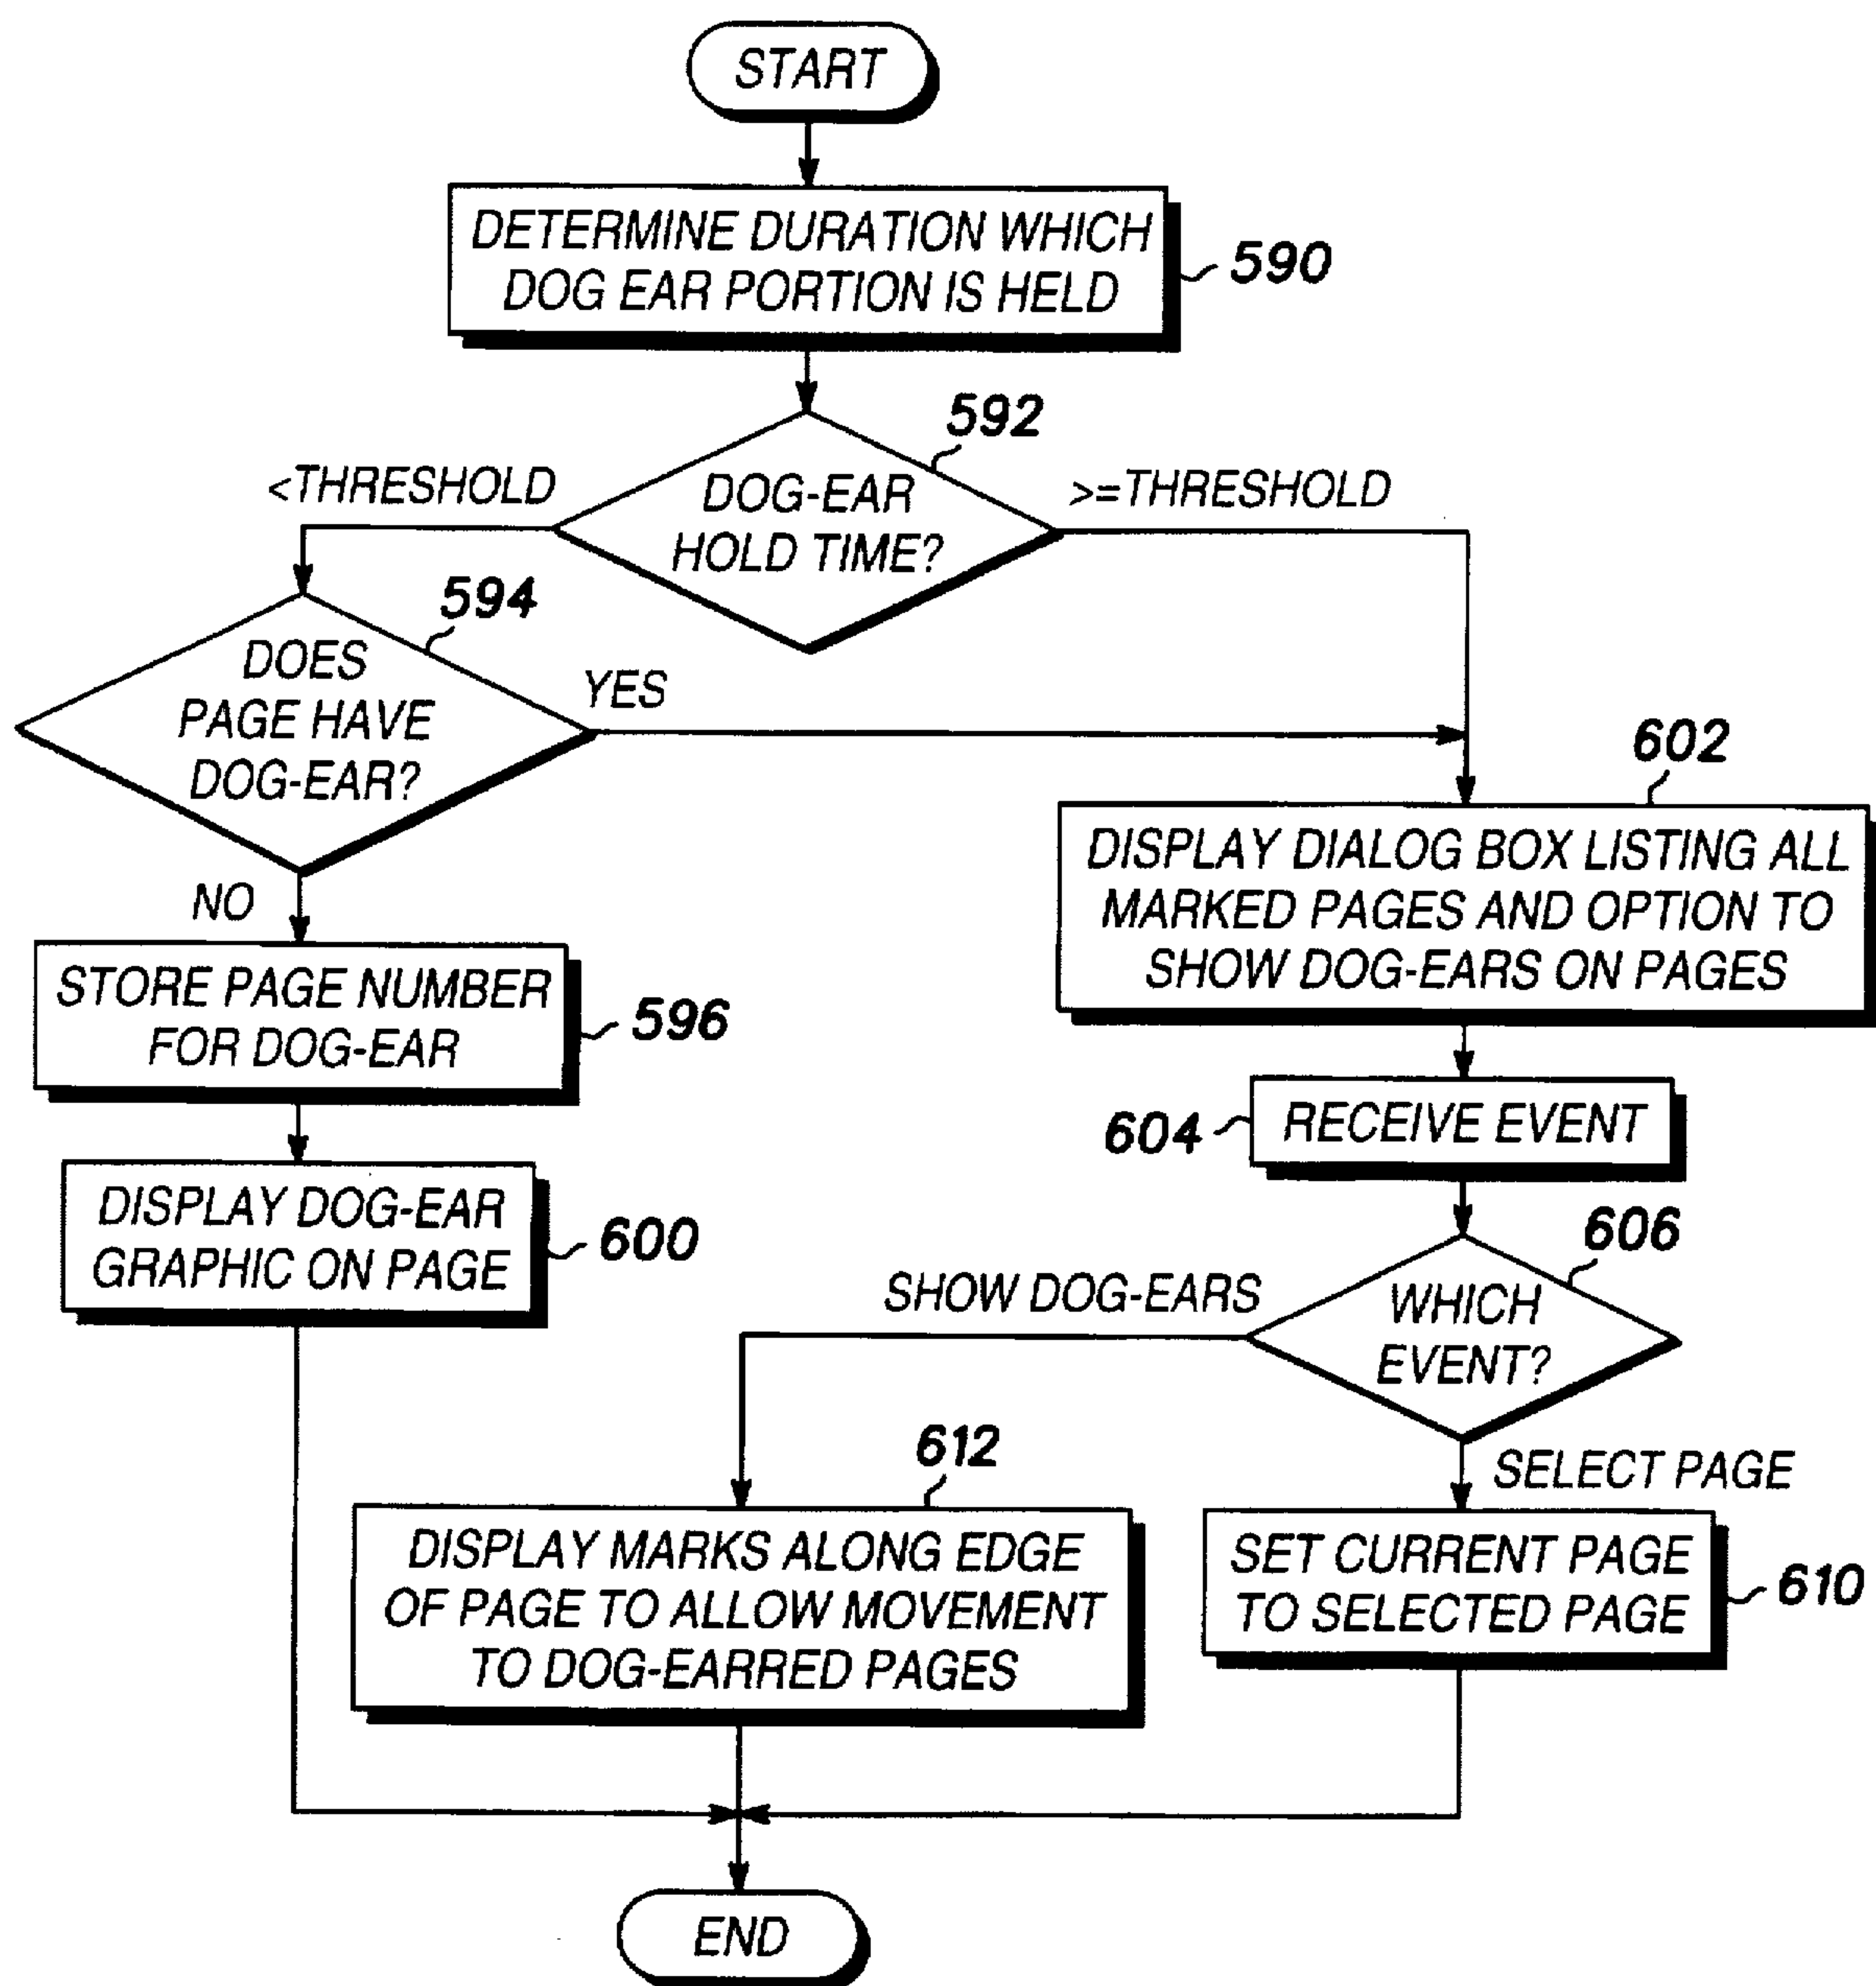 START
DETERMINE DURATION WHICH
DOG EAR PORTION IS HELD
590
592
<THRESHOLD
DOG-EAR
HOLD TIME?
>=THRESHOLD
594
DOES
PAGE HAVE
DOG-EAR?
YES
NO
602
DISPLAY DIALOG BOX LISTING ALL
MARKED PAGES AND OPTION TO
SHOW DOG-EARS ON PAGES
STORE PAGE NUMBER
FOR DOG-EAR
596
604
RECEIVE EVENT
DISPLAY DOG-EAR
GRAPHIC ON PAGE
600
606
SHOW DOG-EARS
WHICH
EVENT?
SELECT PAGE
612
DISPLAY MARKS ALONG EDGE
OF PAGE TO ALLOW MOVEMENT
TO DOG-EARRED PAGES
SET CURRENT PAGE
TO SELECTED PAGE
610
END